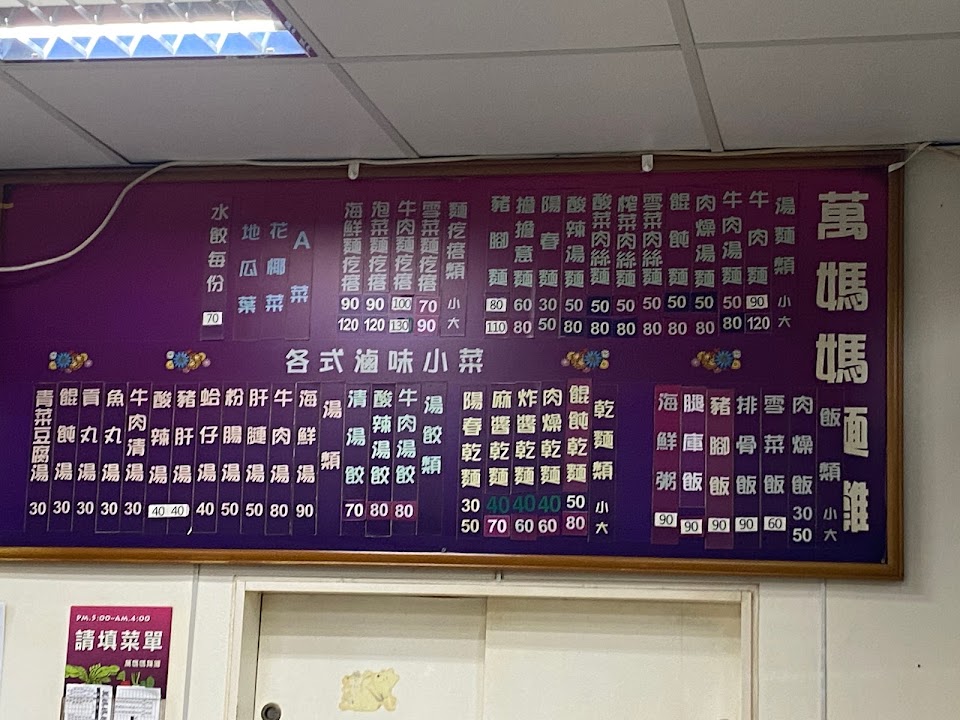 萬媽媽麵雜
湯麵類 小 大
牛肉麵 90 120
牛肉湯麵 50 80
肉燥湯麵 50 80
餛飩麵 50 80
雪菜肉絲麵 50 80
榨菜肉絲麵 50 80
酸菜肉絲麵 50 80
酸辣湯麵 50 80
陽春麵 30 50
擔擔意麵 60 80
豬腳麵 80 110
麵疙瘩類 小 大
雪菜麵疙瘩 70 90
牛肉麵疙瘩 100 130
泡菜麵疙瘩 90 120
海鮮麵疙瘩 90 120
A菜
花椰菜
地瓜葉
水餃每份 70
各式滷味小菜
飯類 小 大
肉燥飯 30 50
雪菜飯 60
排骨飯 90
豬腳飯 90
腿庫飯 90
海鮮粥 90
乾麵類 小 大
餛飩乾麵 50 80
肉燥乾麵 40 60
炸醬乾麵 40 60
麻醬乾麵 40 70
陽春乾麵 30 50
湯餃類
牛肉湯餃 80
酸辣湯餃 80
清湯餃 70
湯類
海鮮湯 90
牛肉湯 80
肝腱湯 50
粉腸湯 50
蛤仔湯 40
豬肝湯 40
酸辣湯 40
牛肉清湯 30
魚丸湯 30
貢丸湯 30
餛飩湯 30
青菜豆腐湯 30
PM.5:00-AM.4:00
請填菜單